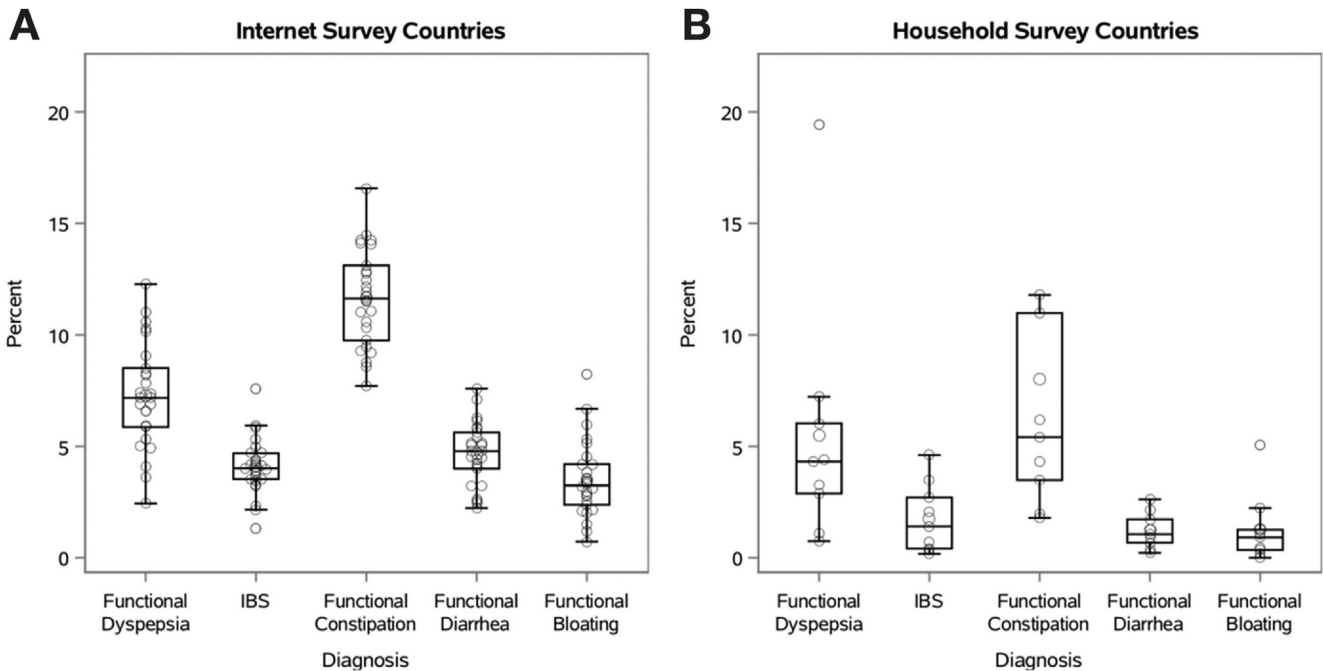 A
Internet Survey Countries
20
15
10
5
0
Percent
Functional
Dyspepsia
IBS
Functional
Constipation
Functional
Diarrhea
Functional
Bloating
Diagnosis
B
Household Survey Countries
20
15
10
5
0
Percent
Functional
Dyspepsia
IBS
Functional
Constipation
Functional
Diarrhea
Functional
Bloating
Diagnosis